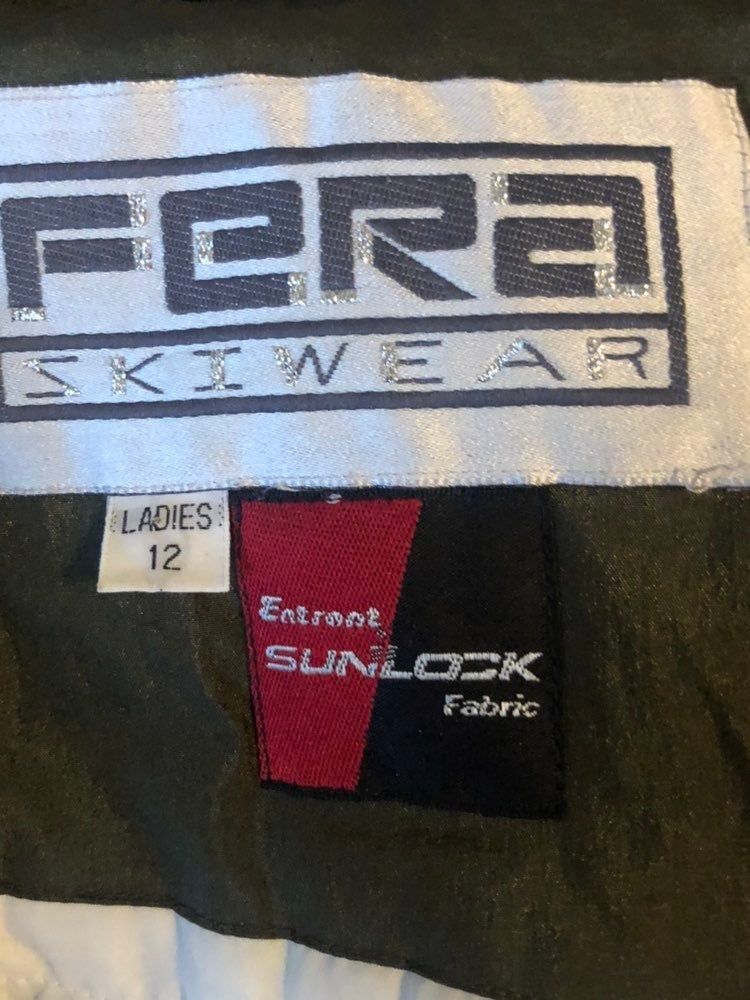 Fera
SKIWEAR
LADIES
12
Entrant
SUNLOCK
Fabric